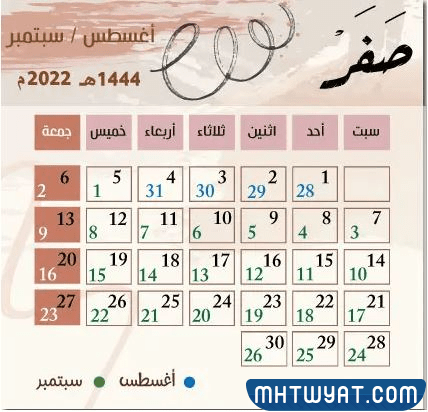 صَفَرْ
أغسطس / سبتمبر
1444هـ 2022م
سبت أحد اثنين ثلاثاء أربعاء خميس جمعة
1 28 2 29 3 30 4 31 5 1 6 2
7 3 8 4 9 5 10 6 11 7 12 8 13 9
14 10 15 11 16 12 17 13 18 14 19 15 20 16
21 17 22 18 23 19 24 20 25 21 26 22 27 23
28 24 29 25 30 26
أغسطس سبتمبر
MHTWYAT.COM